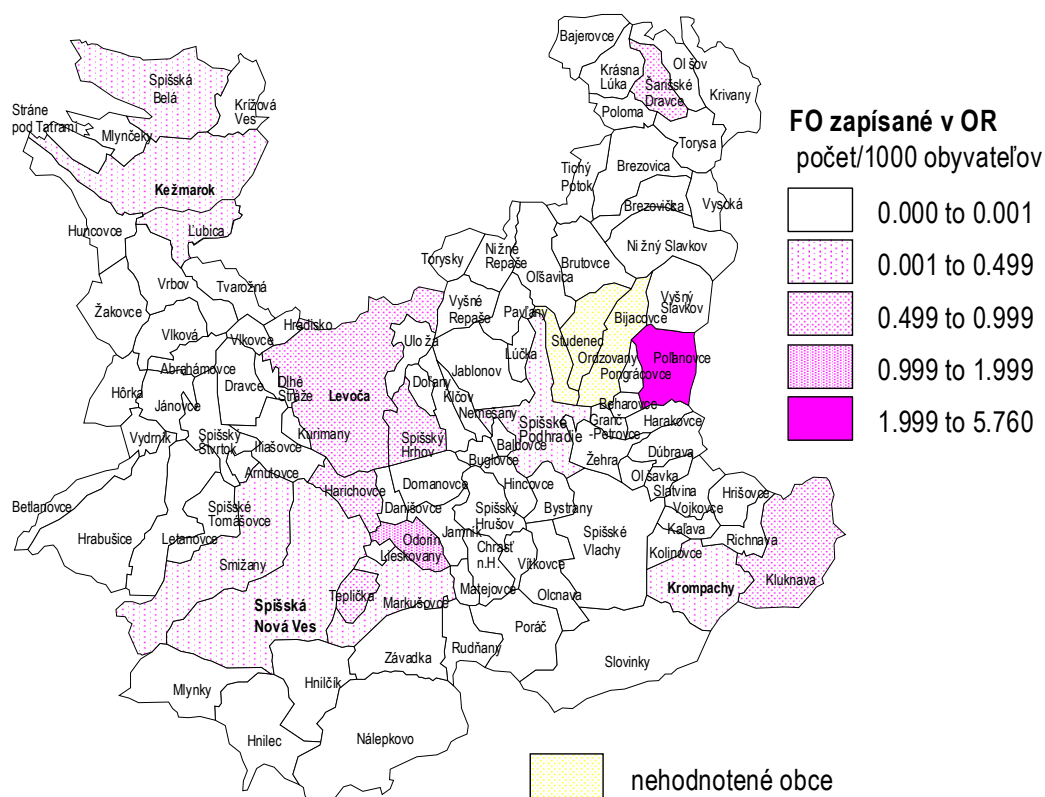 Bajerovce
Krásna
Lúka
Oľšov
Šarišské
Dravce
Krivany
Poloma
Torysa
Spišská
Belá
Krížová
Ves
Stráne
pod Tatrami
Mlynčeky
Kežmarok
Ľubica
Huncovce
Tichý
Potok
Brezovica
Brezovička
Vysoká
Nižný Slavkov
Torysky
Nižné
Repaše
Oľšavica
Brutovce
Vyšný
Slavkov
Vrbov
Tvarožná
Žakovce
Vyšné
Repaše
Pavľany
Bijacovce
Hradisko
Vlková
Vlkovce
Uloža
Lúčka
Studenec
Ordzovany
Poľanovce
Pongrácovce
Abrahámovce
Dravce
Dlhé
Stráže
Levoča
Doľany
Klčov
Jablonov
Hôrka
Jánovce
Nemešany
Beharovce
Granč
-Petrovce
Harakovce
Vydrník
Spišský
Štvrtok
Iliašovce
Kurimany
Spišský
Hrhov
Baldovce
Spišské
Podhradie
Buglovce
Žehra
Dúbrava
Arnutovce
Harichovce
Domanovce
Hincovce
Oľšavka
Slatvina
Betlanovce
Hrabušice
Letanovce
Spišské
Tomášovce
Danišovce
Spišský
Hrušov
Bystrany
Spišské
Vlachy
Vojkovce
Hrišovce
Smižany
Odorín
Lieskovany
Jamník
Chrasť
n.H.
Vítkovce
Kaľava
Kolinovce
Richnava
Kluknava
Spišská
Nová Ves
Teplička
Markušovce
Matejovce
Olcnava
Krompachy
Poráč
Rudňany
Závadka
Slovinky
Mlynky
Hnilčík
Hnilec
Nálepkovo
FO zapísané v OR
počet/1000 obyvateľov
0.000 to 0.001
0.001 to 0.499
0.499 to 0.999
0.999 to 1.999
1.999 to 5.760
nehodnotené obce